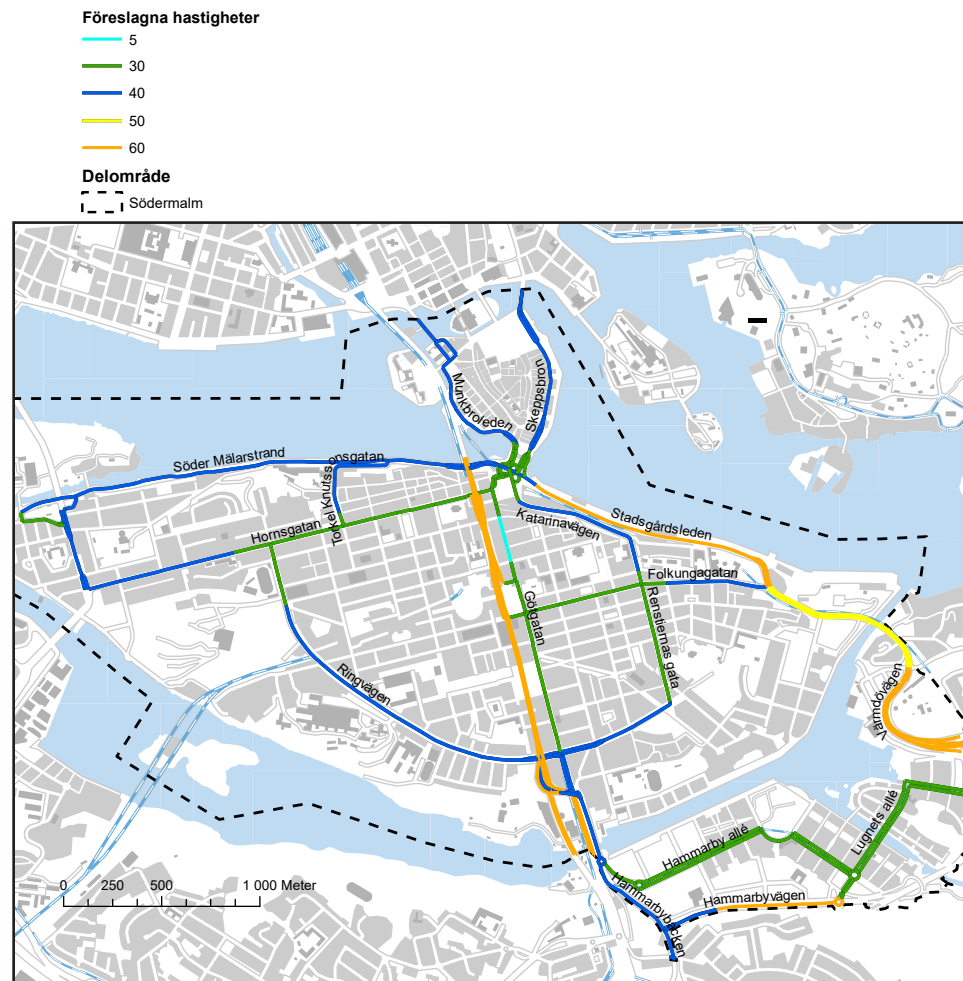 Föreslagna hastigheter
5
30
40
50
60
Delområde
Södermalm
Munkbroleden
Skeppsbron
Söder Mälarstrand
Torkel Knutssonsgatan
Hornsgatan
Katarinavägen
Stadsgårdsleden
Folkungagatan
Götgatan
Renstiernas gata
Ringvägen
Värmdövägen
Lugnets allé
Hammarby allé
Hammarbyvägen
Hammarbybacken
0 250 500 1 000 Meter